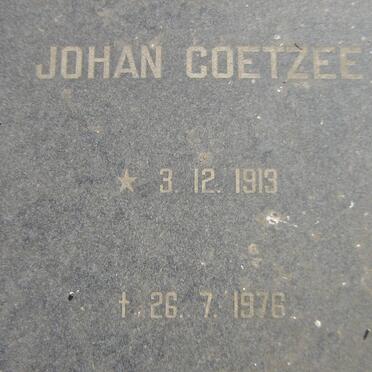 JOHAN COETZEE
★ 3. 12. 1913
† 26. 7. 1976